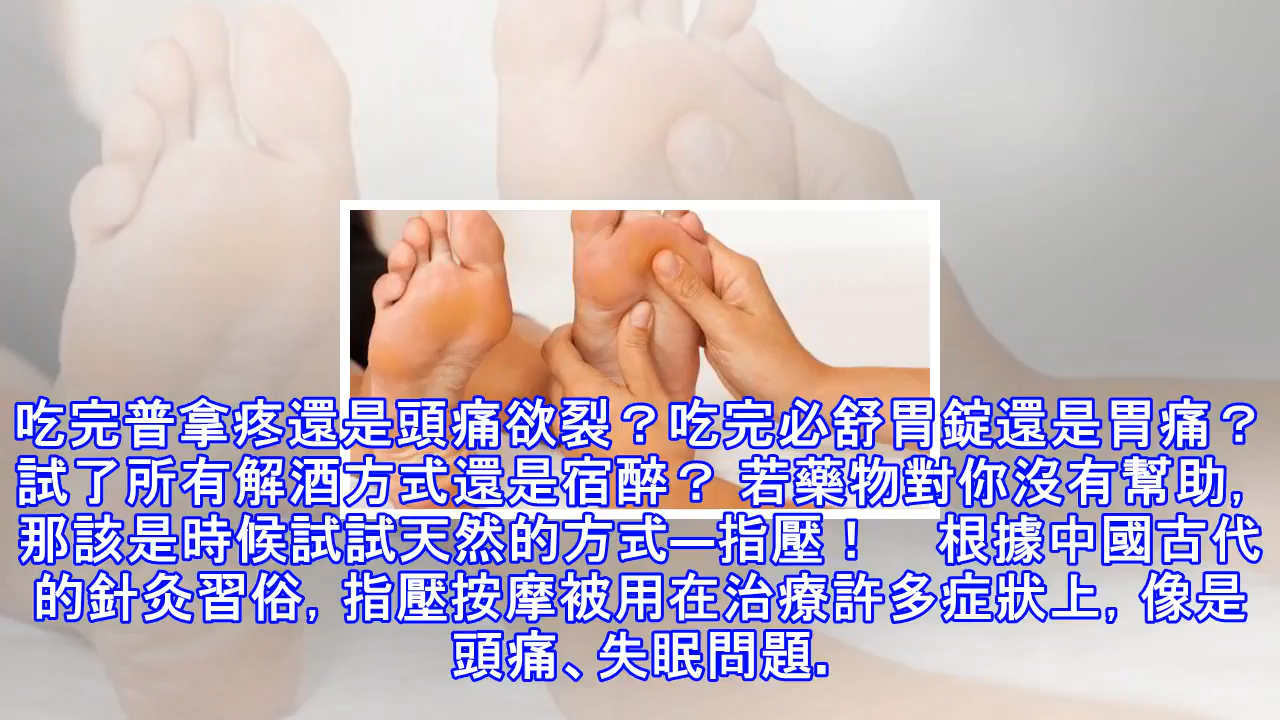 吃完普拿疼還是頭痛欲裂？吃完必舒胃錠還是胃痛？
試了所有解酒方式還是宿醉？ 若藥物對你沒有幫助,
那該是時候試試天然的方式—指壓！　根據中國古代
的針灸習俗, 指壓按摩被用在治療許多症狀上, 像是
頭痛、失眠問題.